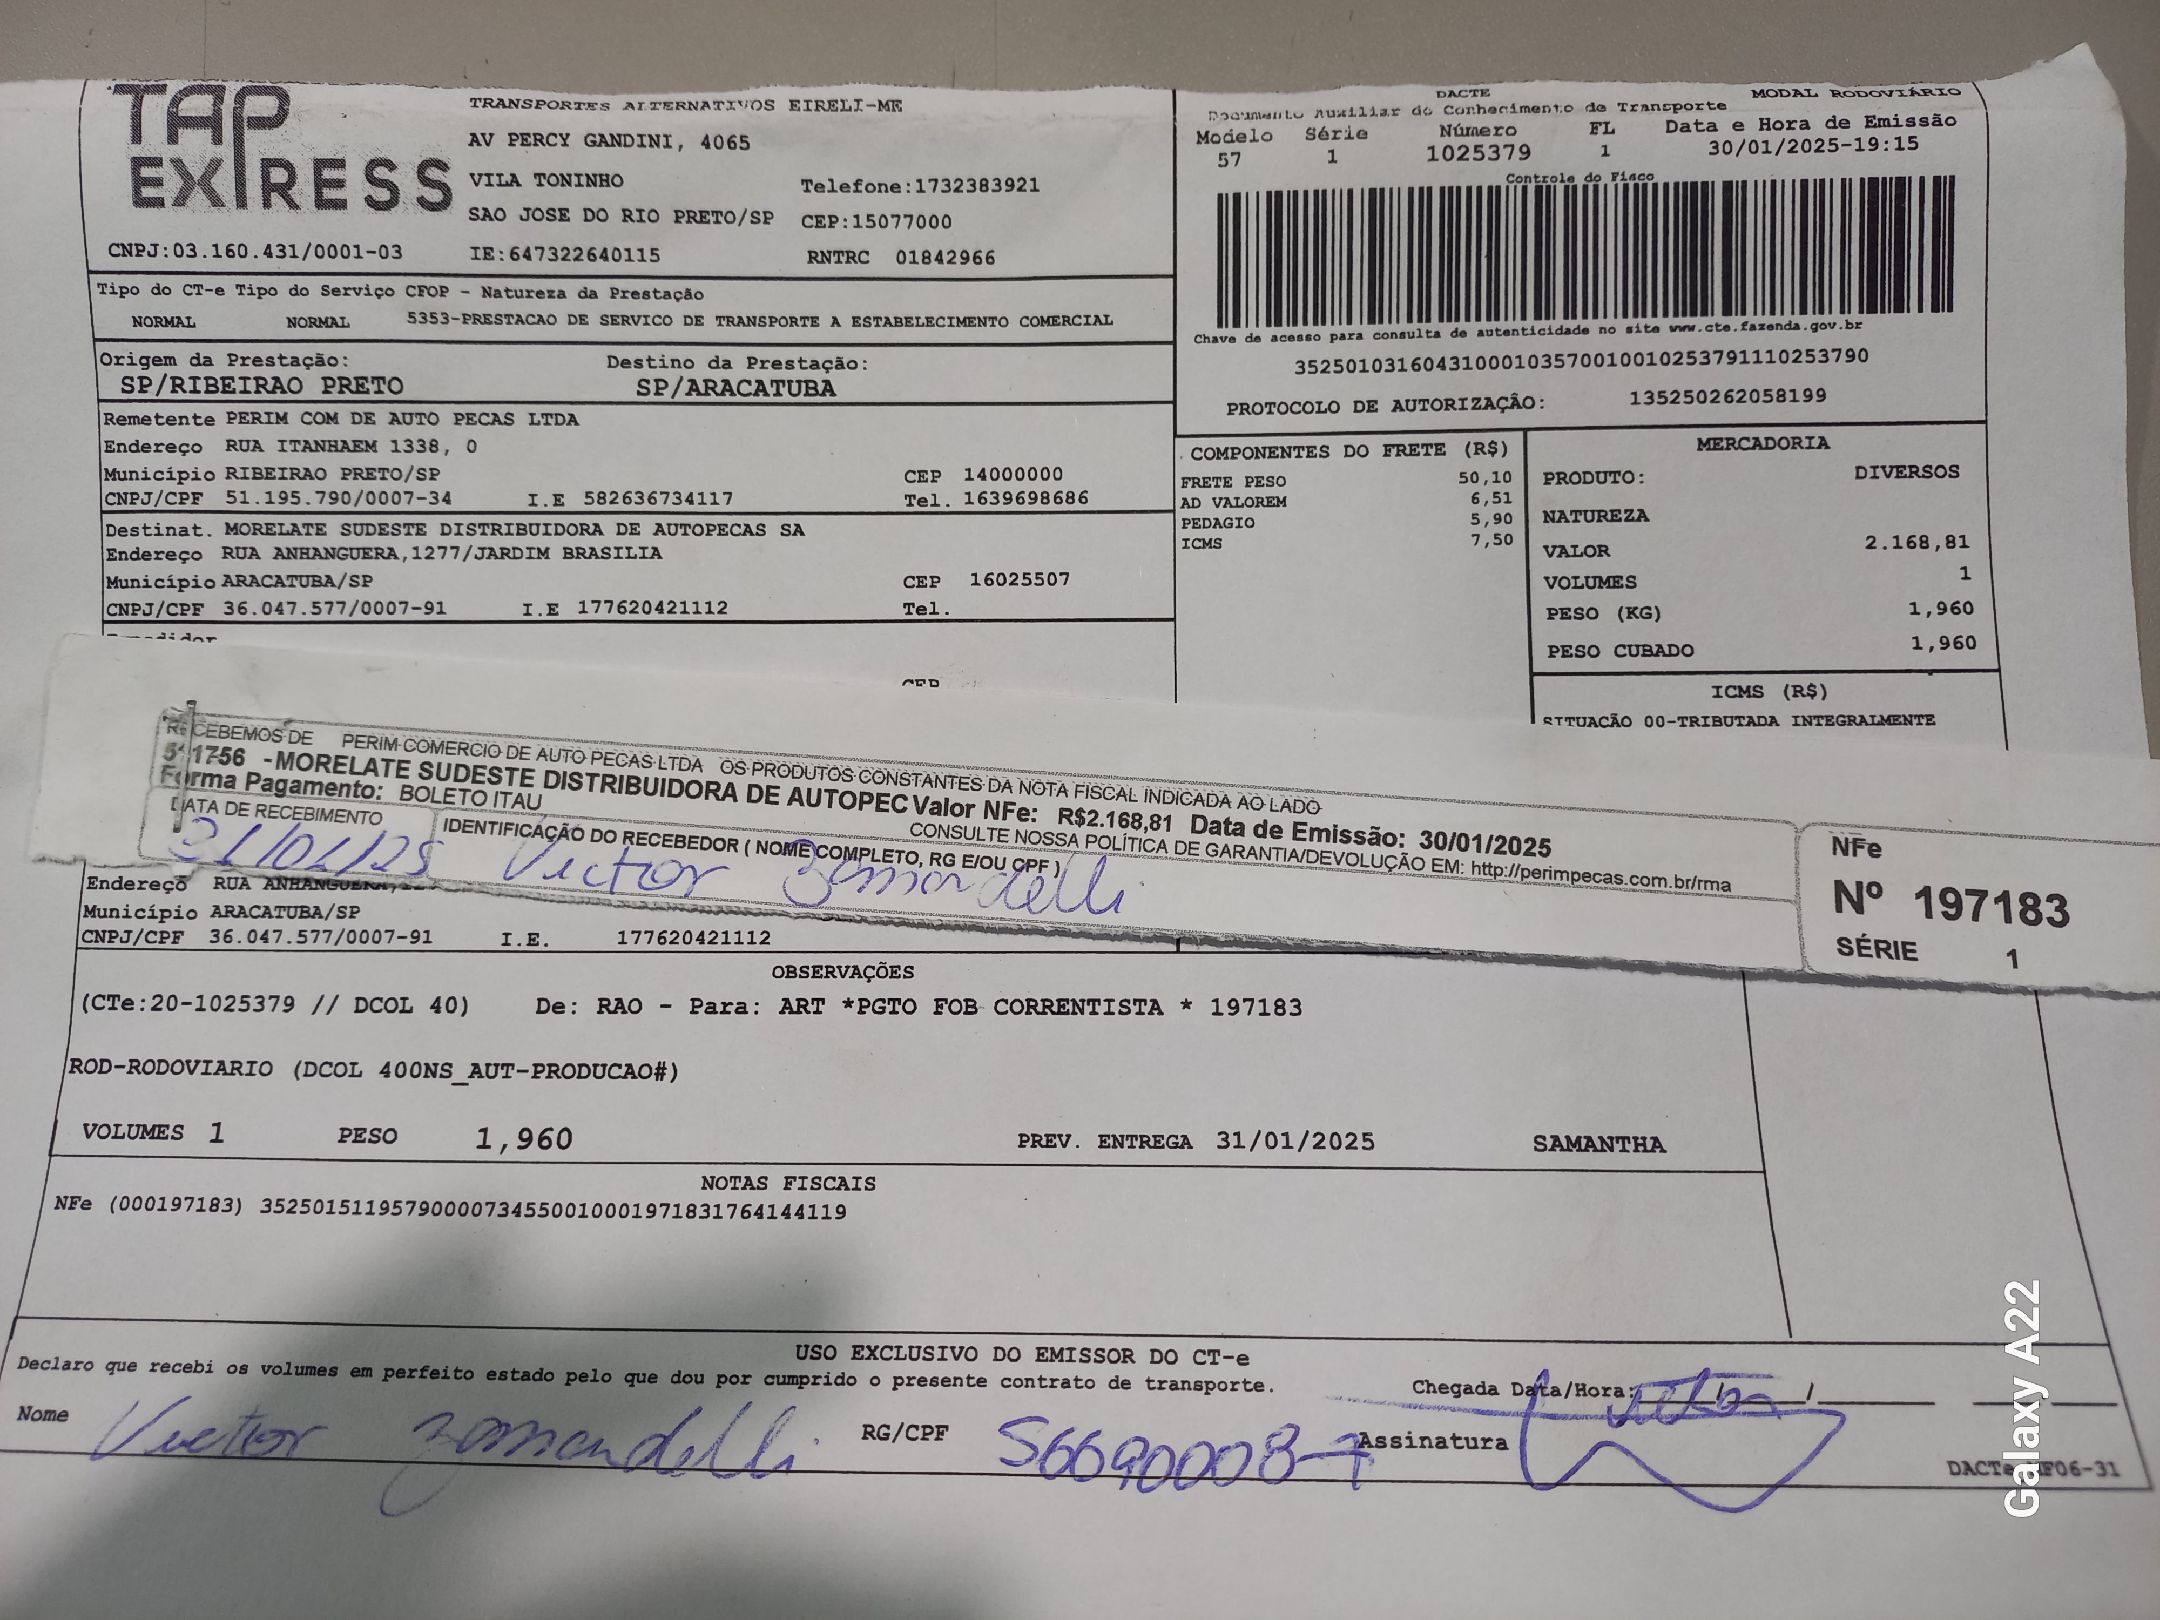 TAP EXPRESS
TRANSPORTES ALTERNATIVOS EIRELI-ME
AV PERCY GANDINI, 4065
VILA TONINHO Telefone:1732383921
SAO JOSE DO RIO PRETO/SP CEP:15077000
CNPJ:03.160.431/0001-03 IE:647322640115 RNTRC 01842966
DACTE MODAL RODOVIÁRIO
Documento Auxiliar do Conhecimento de Transporte
Modelo Série Número FL Data e Hora de Emissão
57 1 1025379 1 30/01/2025-19:15
Controle do Fisco
Chave de acesso para consulta de autenticidade no site www.cte.fazenda.gov.br
35250103160431000103570010010253791110253790
PROTOCOLO DE AUTORIZAÇÃO: 135250262058199
Tipo do CT-e Tipo do Serviço CFOP - Natureza da Prestação
NORMAL NORMAL 5353-PRESTACAO DE SERVICO DE TRANSPORTE A ESTABELECIMENTO COMERCIAL
Origem da Prestação: Destino da Prestação:
SP/RIBEIRAO PRETO SP/ARACATUBA
Remetente PERIM COM DE AUTO PECAS LTDA
Endereço RUA ITANHAEM 1338, 0
Município RIBEIRAO PRETO/SP CEP 14000000
CNPJ/CPF 51.195.790/0007-34 I.E 582636734117 Tel. 1639698686
Destinat. MORELATE SUDESTE DISTRIBUIDORA DE AUTOPECAS SA
Endereço RUA ANHANGUERA,1277/JARDIM BRASILIA
Município ARACATUBA/SP CEP 16025507
CNPJ/CPF 36.047.577/0007-91 I.E 177620421112 Tel.
COMPONENTES DO FRETE (R$)
FRETE PESO 50,10
AD VALOREM 6,51
PEDAGIO 5,90
ICMS 7,50
MERCADORIA
PRODUTO: DIVERSOS
NATUREZA
VALOR 2.168,81
VOLUMES 1
PESO (KG) 1,960
PESO CUBADO 1,960
ICMS (R$)
SITUAÇÃO 00-TRIBUTADA INTEGRALMENTE
CEP
RECEBEMOS DE PERIM COMERCIO DE AUTO PECAS LTDA OS PRODUTOS CONSTANTES DA NOTA FISCAL INDICADA AO LADO
1756 -MORELATE SUDESTE DISTRIBUIDORA DE AUTOPEC Valor NFe: R$2.168,81 Data de Emissão: 30/01/2025
Forma Pagamento: BOLETO ITAU CONSULTE NOSSA POLÍTICA DE GARANTIA/DEVOLUÇÃO EM: http://perimpecas.com.br/rma
DATA DE RECEBIMENTO IDENTIFICAÇÃO DO RECEBEDOR ( NOME COMPLETO, RG E/OU CPF )
31/01/25 Victor Zamandelli
NFe
Nº 197183
SÉRIE 1
Endereço RUA ANHANGUERA,
Município ARACATUBA/SP
CNPJ/CPF 36.047.577/0007-91 I.E. 177620421112
OBSERVAÇÕES
(CTe:20-1025379 // DCOL 40) De: RAO - Para: ART *PGTO FOB CORRENTISTA * 197183
ROD-RODOVIARIO (DCOL 400NS_AUT-PRODUCAO#)
VOLUMES 1 PESO 1,960 PREV. ENTREGA 31/01/2025 SAMANTHA
NOTAS FISCAIS
NFe (000197183) 35250151195790000734550010001971831764144119
USO EXCLUSIVO DO EMISSOR DO CT-e
Declaro que recebi os volumes em perfeito estado pelo que dou por cumprido o presente contrato de transporte.
Chegada Data/Hora:
Nome Victor Zamandelli RG/CPF 56690008-7 Assinatura
DACTe
F06-31
Galaxy A22